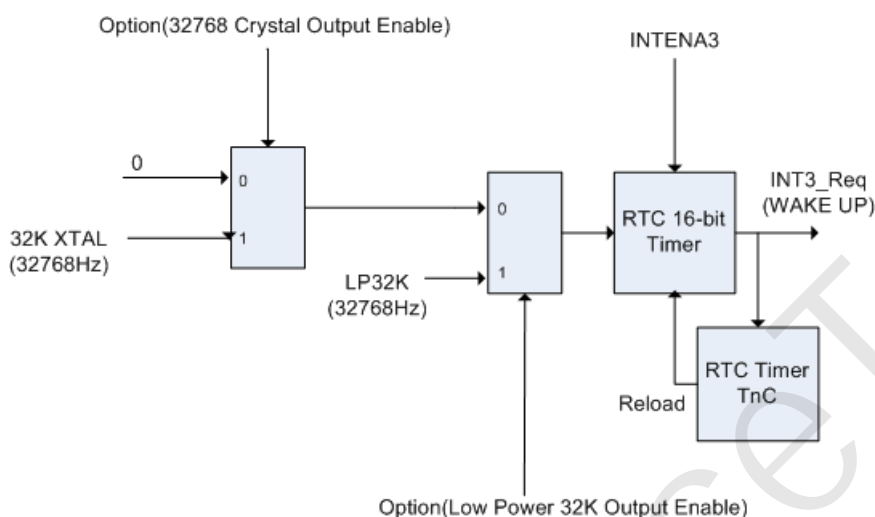 Option(32768 Crystal Output Enable)
INTENA3
0
0
1
32K XTAL
(32768Hz)
0
1
LP32K
(32768Hz)
RTC 16-bit
Timer
INT3_Req
(WAKE UP)
RTC Timer
TnC
Reload
Option(Low Power 32K Output Enable)